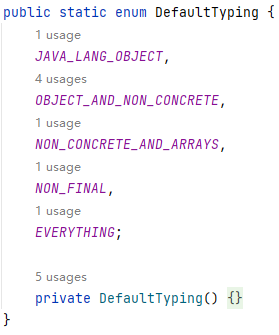 public static enum DefaultTyping {
1 usage
JAVA_LANG_OBJECT,
4 usages
OBJECT_AND_NON_CONCRETE,
1 usage
NON_CONCRETE_AND_ARRAYS,
1 usage
NON_FINAL,
1 usage
EVERYTHING;
5 usages
private DefaultTyping() {}
}